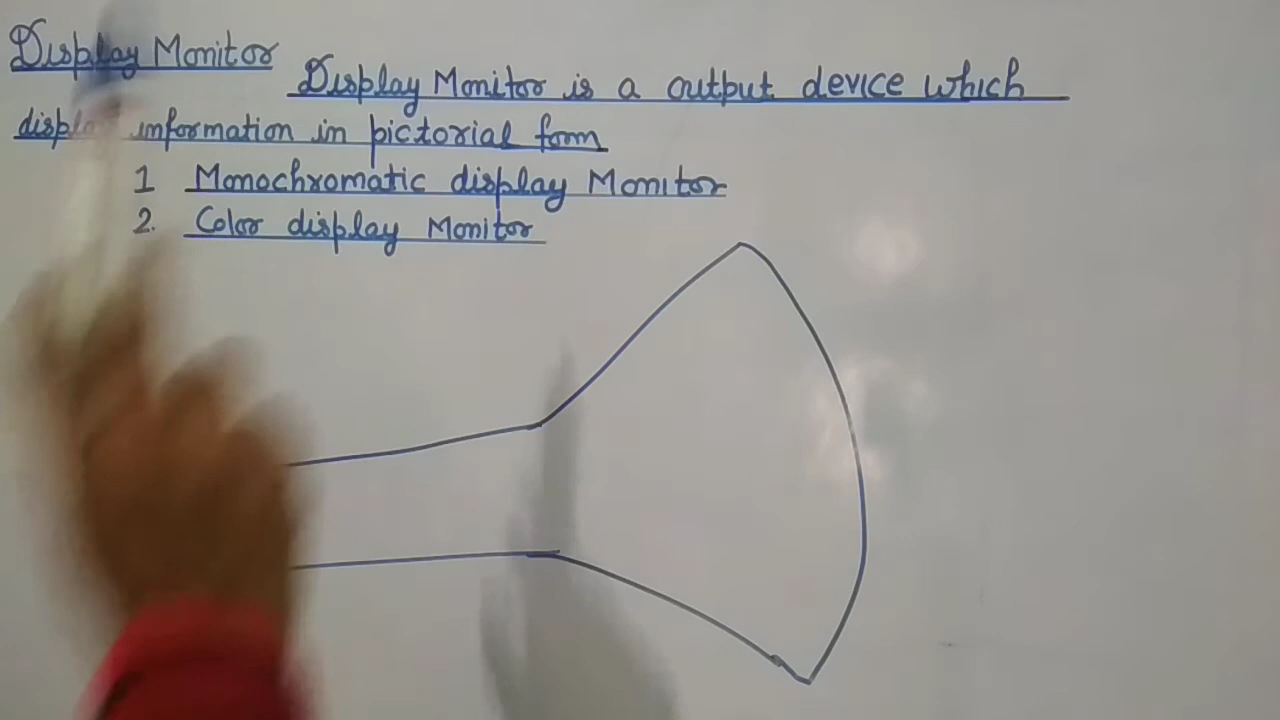 Display Monitor
Display Monitor is a output device which
display information in pictorial form
1 Monochromatic display Monitor
2. Color display Monitor